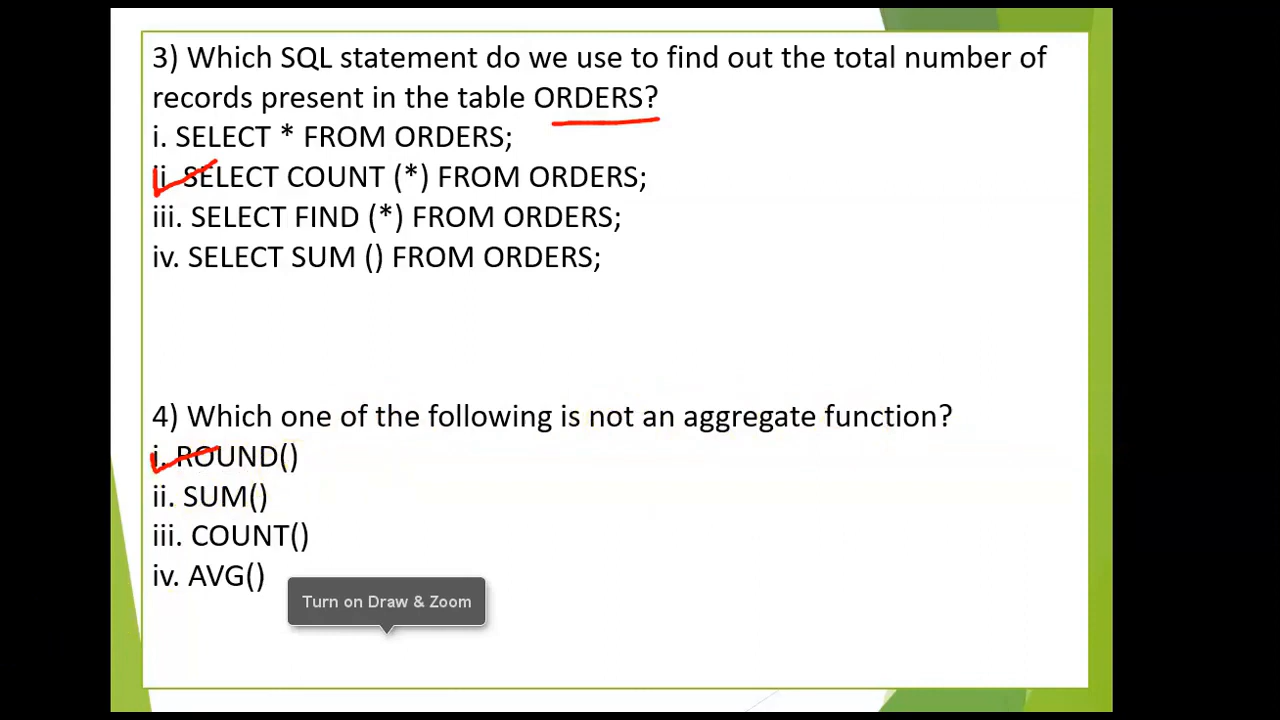 3) Which SQL statement do we use to find out the total number of
records present in the table ORDERS?
i. SELECT * FROM ORDERS;
ii. SELECT COUNT (*) FROM ORDERS;
iii. SELECT FIND (*) FROM ORDERS;
iv. SELECT SUM () FROM ORDERS;
4) Which one of the following is not an aggregate function?
i. ROUND()
ii. SUM()
iii. COUNT()
iv. AVG()
Turn on Draw & Zoom